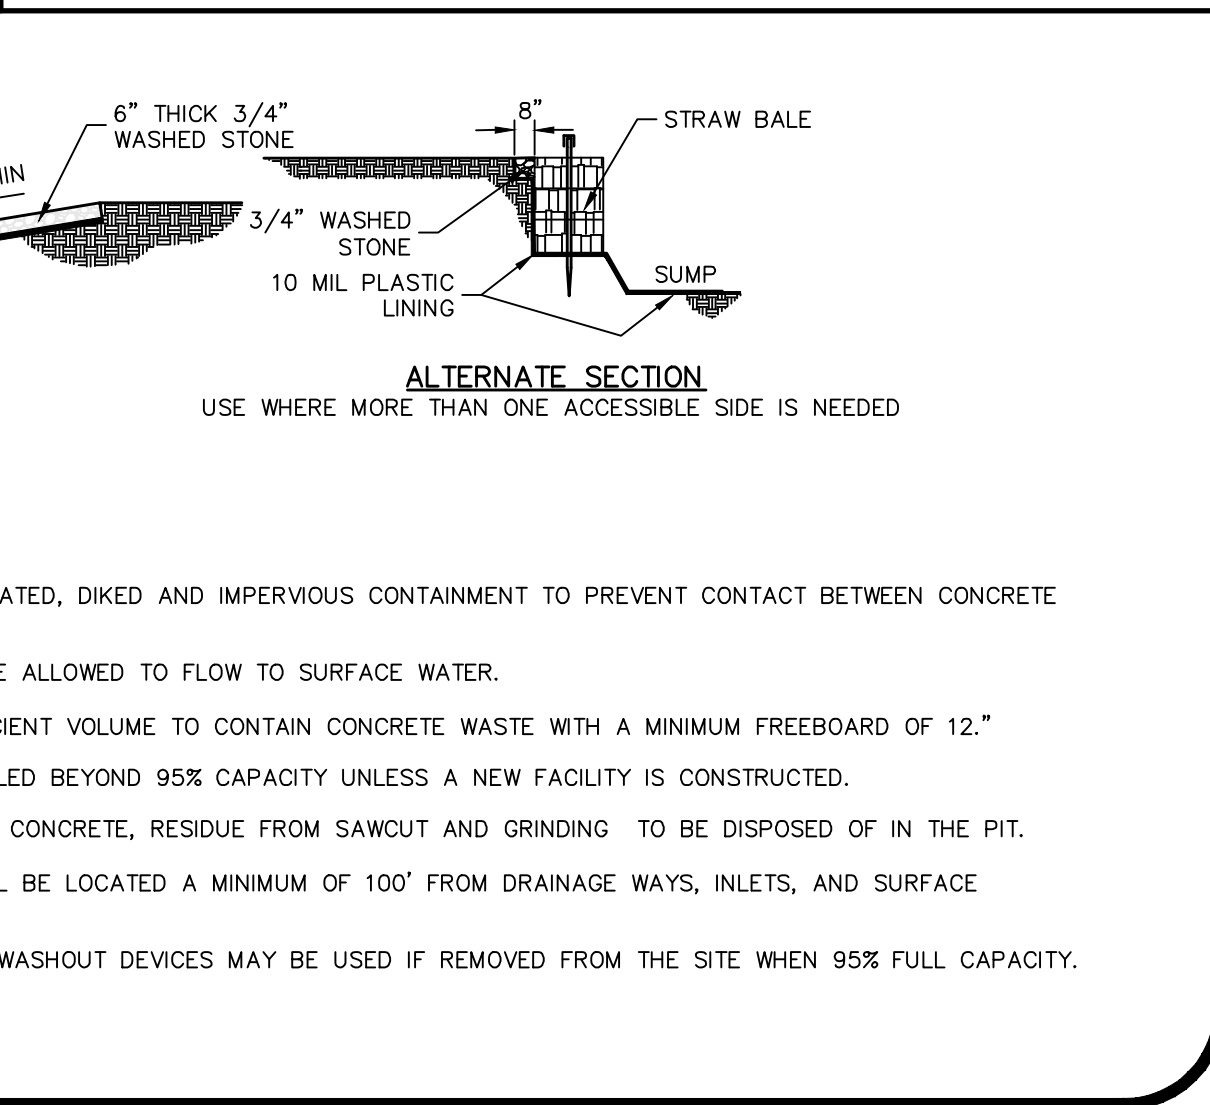 6" THICK 3/4"
WASHED STONE
8"
STRAW BALE
3/4" WASHED
STONE
10 MIL PLASTIC
LINING
SUMP
ALTERNATE SECTION
USE WHERE MORE THAN ONE ACCESSIBLE SIDE IS NEEDED
DIKED AND IMPERVIOUS CONTAINMENT TO PREVENT CONTACT BETWEEN CONCRETE
ALLOWED TO FLOW TO SURFACE WATER.
VOLUME TO CONTAIN CONCRETE WASTE WITH A MINIMUM FREEBOARD OF 12."
BEYOND 95% CAPACITY UNLESS A NEW FACILITY IS CONSTRUCTED.
CONCRETE, RESIDUE FROM SAWCUT AND GRINDING TO BE DISPOSED OF IN THE PIT.
BE LOCATED A MINIMUM OF 100' FROM DRAINAGE WAYS, INLETS, AND SURFACE
WASHOUT DEVICES MAY BE USED IF REMOVED FROM THE SITE WHEN 95% FULL CAPACITY.